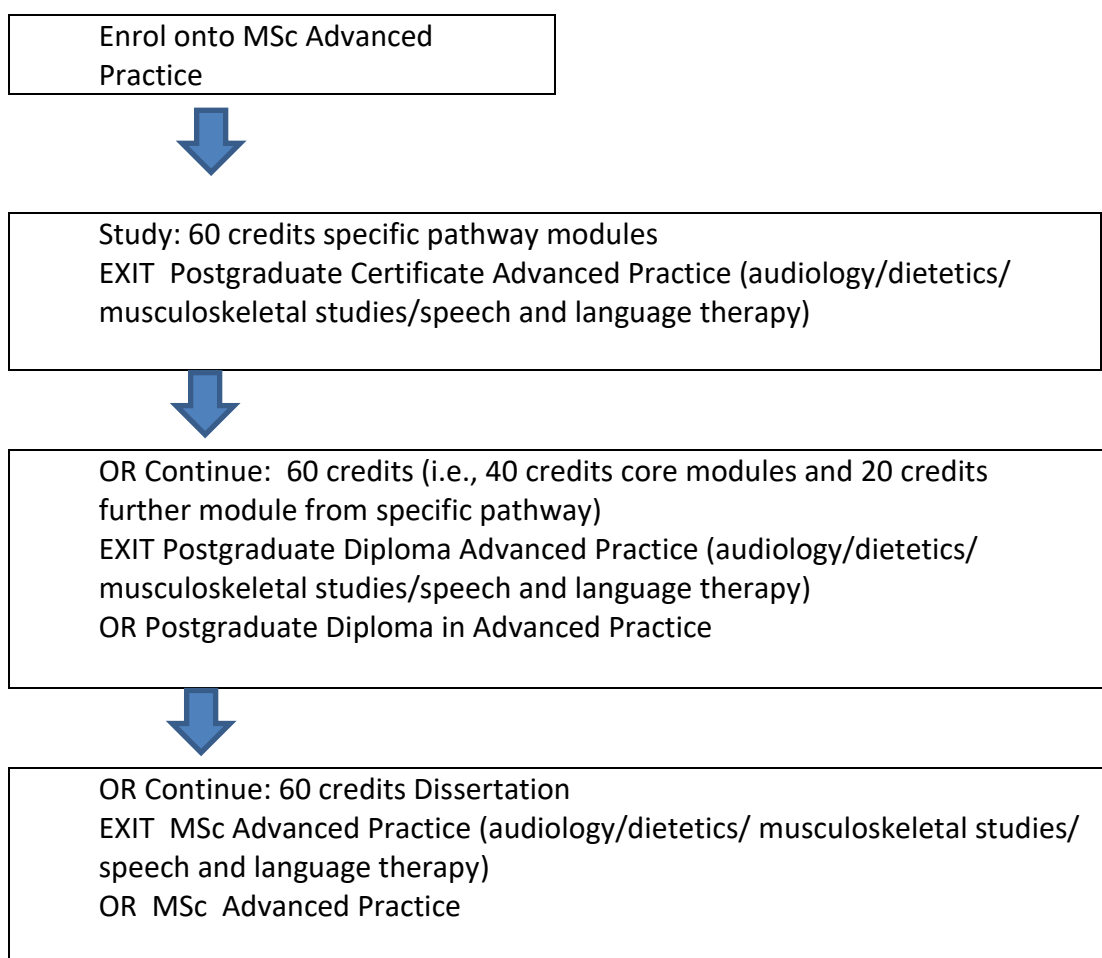 Enrol onto MSc Advanced
Practice
Study: 60 credits specific pathway modules
EXIT  Postgraduate Certificate Advanced Practice (audiology/dietetics/
musculoskeletal studies/speech and language therapy)
OR Continue:  60 credits (i.e., 40 credits core modules and 20 credits
further module from specific pathway)
EXIT Postgraduate Diploma Advanced Practice (audiology/dietetics/
musculoskeletal studies/speech and language therapy)
OR Postgraduate Diploma in Advanced Practice
OR Continue: 60 credits Dissertation
EXIT  MSc Advanced Practice (audiology/dietetics/ musculoskeletal studies/
speech and language therapy)
OR  MSc  Advanced Practice